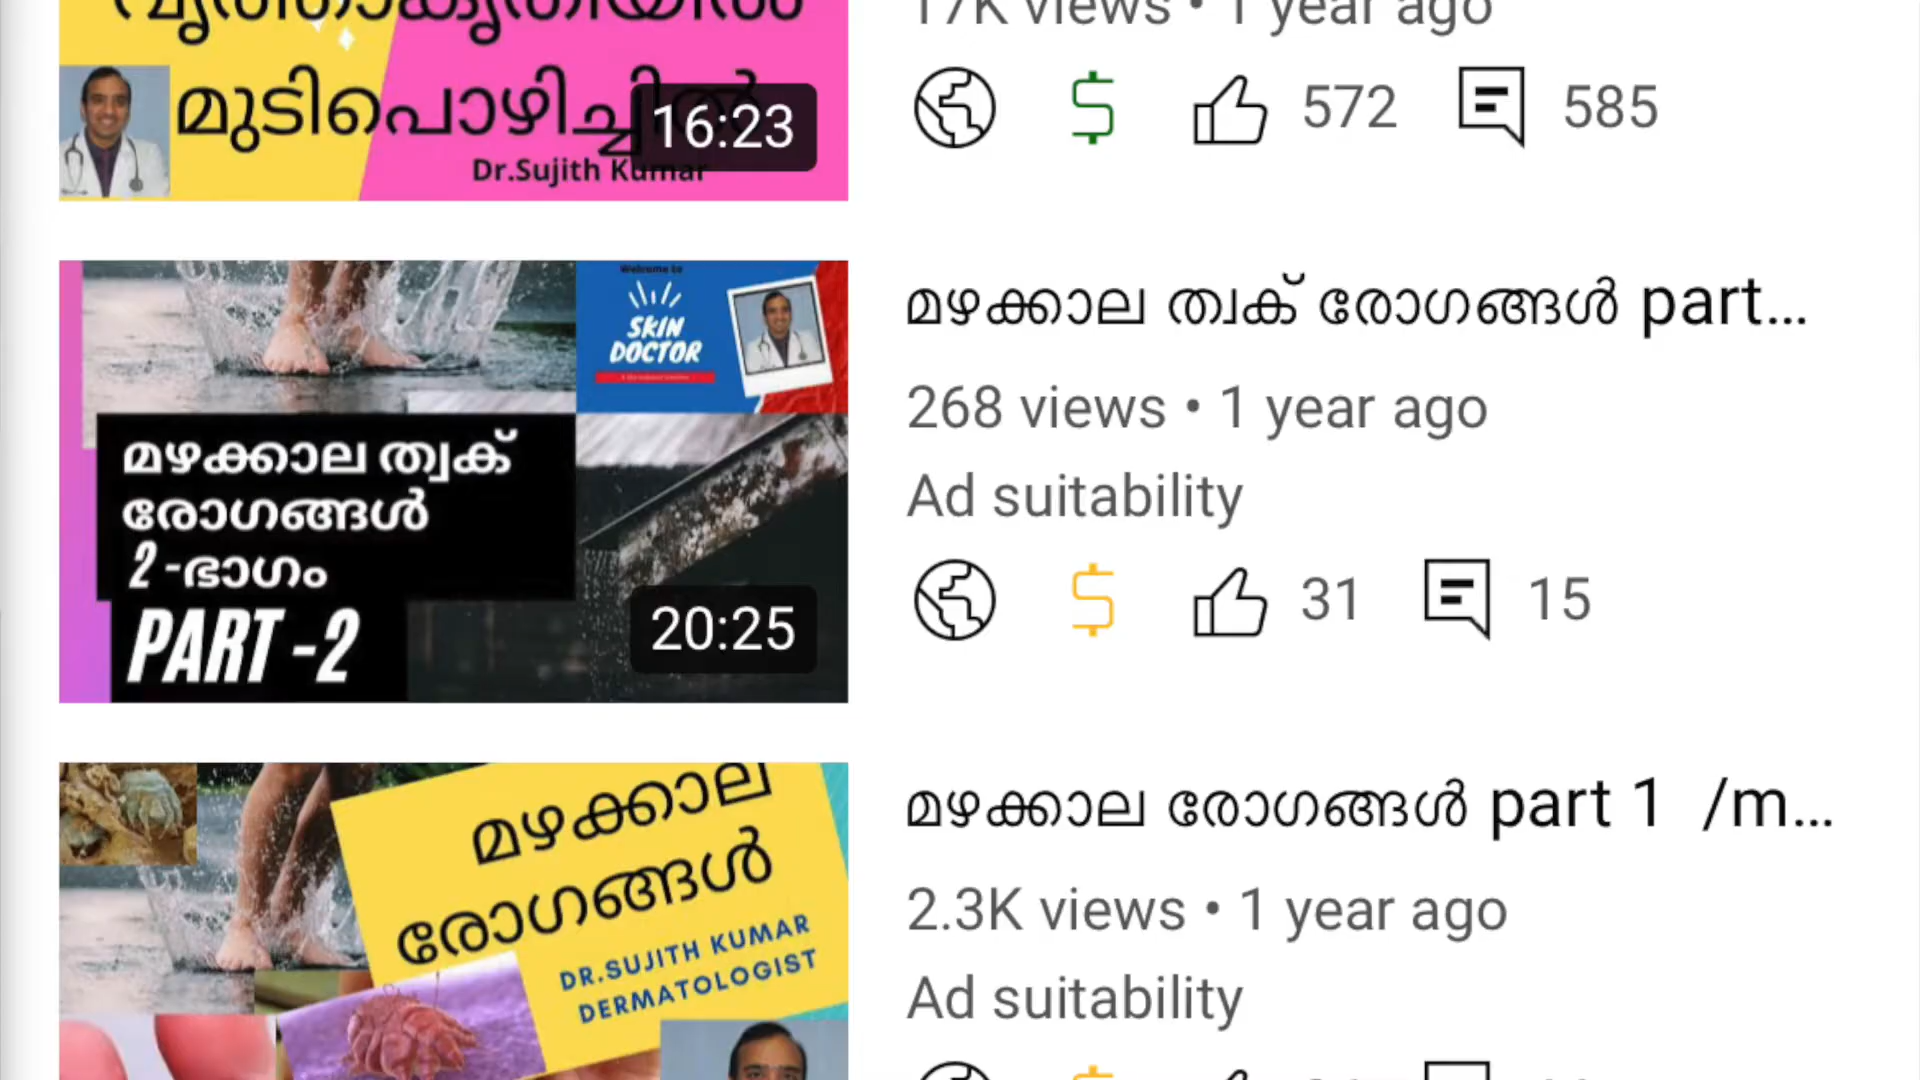 വൃത്താകൃതിയിൽ
മുടിപൊഴിച്ചിൽ
Dr.Sujith Kumar
16:23
17K views • 1 year ago
572 585
Welcome to
SKIN
DOCTOR
മഴക്കാല ത്വക്
രോഗങ്ങൾ
2-ഭാഗം
PART -2
20:25
മഴക്കാല ത്വക് രോഗങ്ങൾ part...
268 views • 1 year ago
Ad suitability
31 15
മഴക്കാല
രോഗങ്ങൾ
DR.SUJITH KUMAR
DERMATOLOGIST
മഴക്കാല രോഗങ്ങൾ part 1 /m...
2.3K views • 1 year ago
Ad suitability